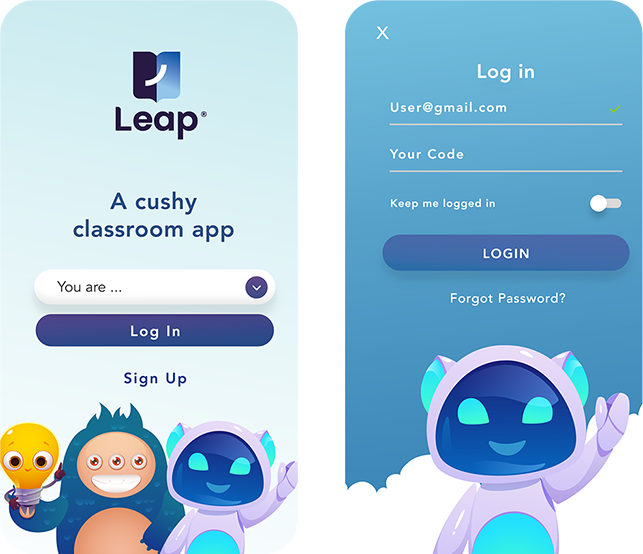 Leap®
A cushy
classroom app
You are ...
Log In
Sign Up
X
Log in
User@gmail.com
Your Code
Keep me logged in
LOGIN
Forgot Password?